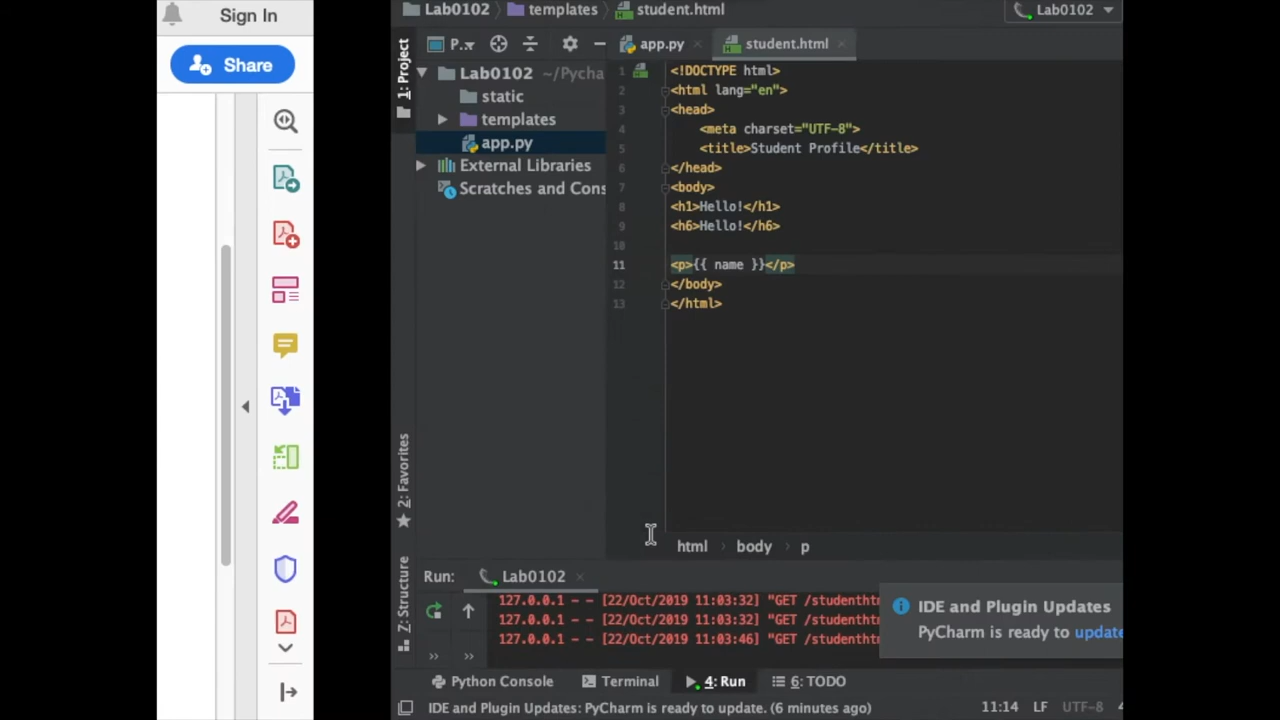 Sign In
Share
Lab0102 templates student.html
Lab0102
1: Project
P..
app.py
student.html
Lab0102 ~/Pycha
static
templates
app.py
External Libraries
Scratches and Cons
1 <!DOCTYPE html>
2 <html lang="en">
3 <head>
4 <meta charset="UTF-8">
5 <title>Student Profile</title>
6 </head>
7 <body>
8 <h1>Hello!</h1>
9 <h6>Hello!</h6>
10
11 <p>{{ name }}</p>
12 </body>
13 </html>
2: Favorites
Z: Structure
html body p
Run: Lab0102
127.0.0.1 - - [22/Oct/2019 11:03:32] "GET /studentht
127.0.0.1 - - [22/Oct/2019 11:03:32] "GET /studentht
127.0.0.1 - - [22/Oct/2019 11:03:46] "GET /studentht
IDE and Plugin Updates
PyCharm is ready to update
Python Console Terminal 4: Run 6: TODO
IDE and Plugin Updates: PyCharm is ready to update. (6 minutes ago) 11:14 LF UTF-8